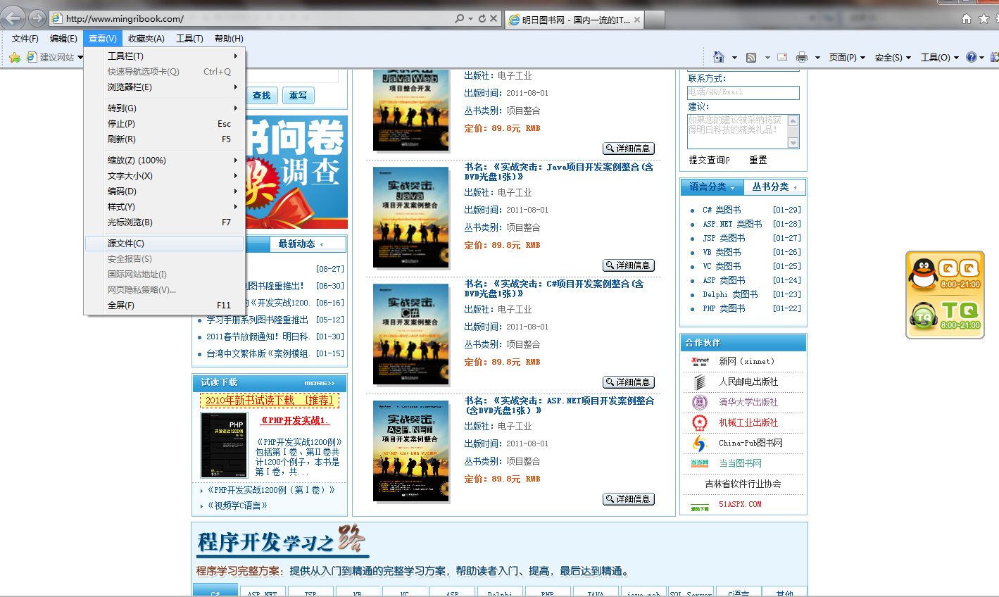 http://www.mingribook.com/
明日图书网 - 国内一流的IT...
文件(F) 编辑(E) 查看(V) 收藏夹(A) 工具(T) 帮助(H)
建议网站
页面(P) 安全(S) 工具(O)
工具栏(T)
快速导航选项卡(Q) Ctrl+Q
浏览器栏(E)
转到(G)
停止(P) Esc
刷新(R) F5
缩放(Z) (100%)
文字大小(X)
编码(D)
样式(Y)
光标浏览(B) F7
源文件(C)
安全报告(S)
国际网站地址(I)
网页隐私策略(V)...
全屏(F) F11
查找 重写
书问卷
奖 调查
最新动态
[08-27]
列图书隆重推出! [06-30]
的《开发实战1200. [06-16]
学习手册系列图书隆重推出 [05-12]
2011春节放假通知! 明日科. [01-30]
台湾中文繁体版《案例模组. [01-15]
试读下载 MORE>>
2010年新书试读下载 [推荐]
PHP
开发实战1200例
《PHP开发实战1.
《PHP开发实战1200例》
包括第Ⅰ卷、第Ⅱ卷共
计1200个例子，本书是
第Ⅰ卷，共...
《PHP开发实战1200例（第Ⅰ卷）》
《视频学C语言》
实战突击:
JavaWeb
项目整合开发
出版社：电子工业
出版时间：2011-08-01
丛书类别：项目整合
定价：89.8元 RMB
详细信息
实战突击:
Java
项目开发案例整合
书名：《实战突击：Java项目开发案例整合(含
DVD光盘1张)》
出版社：电子工业
出版时间：2011-08-01
丛书类别：项目整合
定价：89.8元 RMB
详细信息
实战突击:
C#
项目开发案例整合
书名：《实战突击：C#项目开发案例整合(含
DVD光盘1张)》
出版社：电子工业
出版时间：2011-08-01
丛书类别：项目整合
定价：89.8元 RMB
详细信息
实战突击:
ASP.NET
项目开发案例整合
书名：《实战突击：ASP.NET项目开发案例整合
(含DVD光盘1张）》
出版社：电子工业
出版时间：2011-08-01
丛书类别：项目整合
定价：89.8元 RMB
详细信息
联系方式：
电话/QQ/Email
建议：
如果您的建议被采纳将获
得明日科技的精美礼品！
提交查询 重置
语言分类 丛书分类
C# 类图书 [01-29]
ASP.NET 类图书 [01-28]
JSP 类图书 [01-27]
VB 类图书 [01-26]
VC 类图书 [01-25]
ASP 类图书 [01-24]
Delphi 类图书 [01-23]
PHP 类图书 [01-22]
合作伙伴
xinnet 新网（xinnet）
人民邮电出版社
清华大学出版社
机械工业出版社
China-Pub图书网
当当网 当当图书网
吉林省软件行业协会
源码下载 51ASPX.COM
QQ
8:00~21:00
TQ
TQ
8:00~21:00
程序开发学习之路
程序学习完整方案：提供从入门到精通的完整学习方案，帮助读者入门、提高，最后达到精通。
C# ASP.NET JSP VB VC ASP Delphi PHP JAVA java web SQL Server C语言 其他